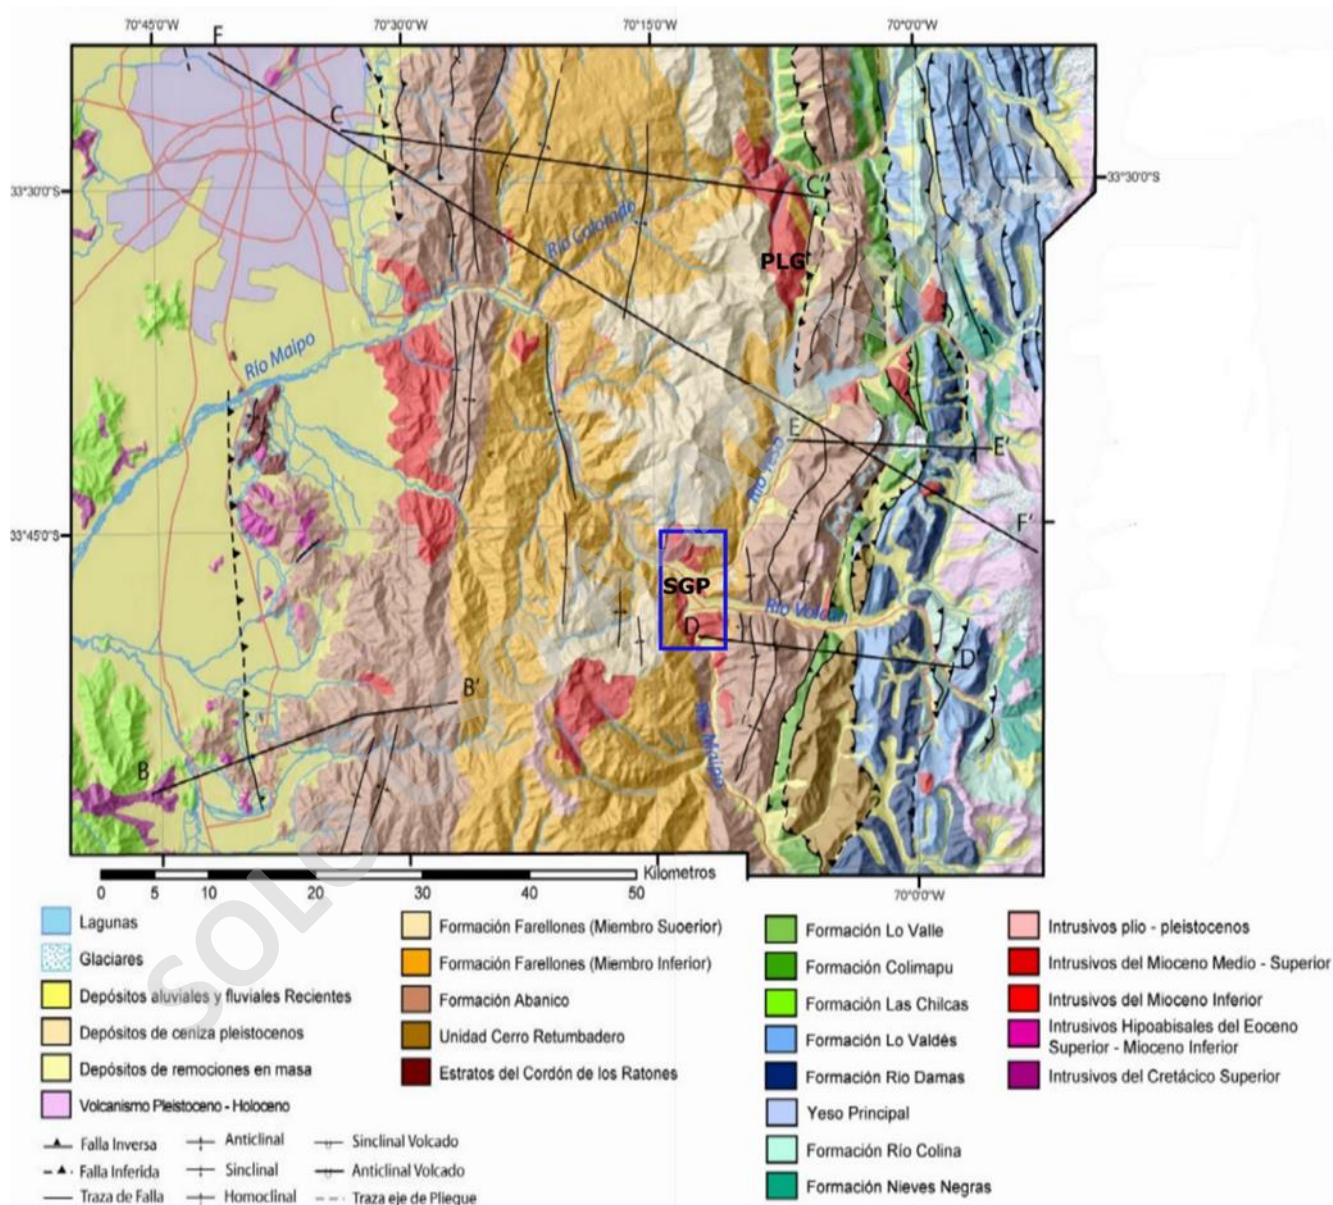 70°45'0"W
70°30'0"W
70°15'0"W
70°0'0"W
F
C
33°30'0"S
33°30'0"S
C'
Río Colorado
PLG
Río Maipo
E
E'
Río Yeso
F'
33°45'0"S
SGP
Río Volcán
D
D'
B'
Río Maipo
B
Kilometros
0 5 10 20 30 40 50
70°0'0"W
Lagunas
Glaciares
Depósitos aluviales y fluviales Recientes
Depósitos de ceniza pleistocenos
Depósitos de remociones en masa
Volcanismo Pleistoceno - Holoceno
Falla Inversa
Falla Inferida
Traza de Falla
Anticlinal
Sinclinal
Homoclinal
Sinclinal Volcado
Anticlinal Volcado
Traza eje de Pliegue
Formación Farellones (Miembro Suoerior)
Formación Farellones (Miembro Inferior)
Formación Abanico
Unidad Cerro Retumbadero
Estratos del Cordón de los Ratones
Formación Lo Valle
Formación Colimapu
Formación Las Chilcas
Formación Lo Valdés
Formación Río Damas
Yeso Principal
Formación Río Colina
Formación Nieves Negras
Intrusivos plio - pleistocenos
Intrusivos del Mioceno Medio - Superior
Intrusivos del Mioceno Inferior
Intrusivos Hipoabisales del Eoceno
Superior - Mioceno Inferior
Intrusivos del Cretácico Superior
SOLO